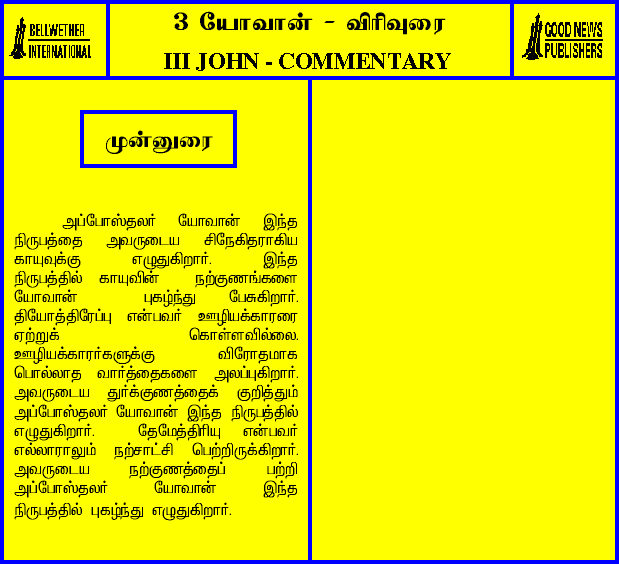 BELLWETHER
INTERNATIONAL
3 யோவான் - விரிவுரை
III JOHN - COMMENTARY
GOOD NEWS
PUBLISHERS
முன்னுரை
அப்போஸ்தலர் யோவான் இந்த
நிருபத்தை அவருடைய சிநேகிதராகிய
காயுவுக்கு எழுதுகிறார். இந்த
நிருபத்தில் காயுவின் நற்குணங்களை
யோவான் புகழ்ந்து பேசுகிறார்.
தியோத்திரேப்பு என்பவர் ஊழியக்காரரை
ஏற்றுக் கொள்ளவில்லை.
ஊழியக்காரர்களுக்கு விரோதமாக
பொல்லாத வார்த்தைகளை அலப்புகிறார்.
அவருடைய துர்க்குணத்தைக் குறித்தும்
அப்போஸ்தலர் யோவான் இந்த நிருபத்தில்
எழுதுகிறார். தேமேத்திரியு என்பவர்
எல்லாராலும் நற்சாட்சி பெற்றிருக்கிறார்.
அவருடைய நற்குணத்தைப் பற்றி
அப்போஸ்தலர் யோவான் இந்த
நிருபத்தில் புகழ்ந்து எழுதுகிறார்.